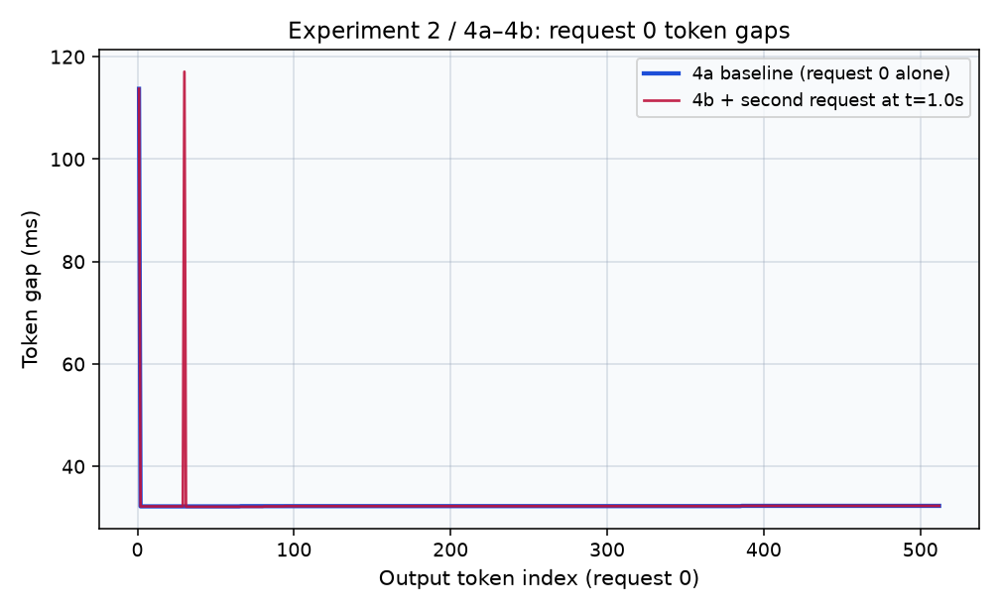 Experiment 2 / 4a–4b: request 0 token gaps
4a baseline (request 0 alone)
4b + second request at t=1.0s
Token gap (ms)
120
100
80
60
40
0
100
200
300
400
500
Output token index (request 0)